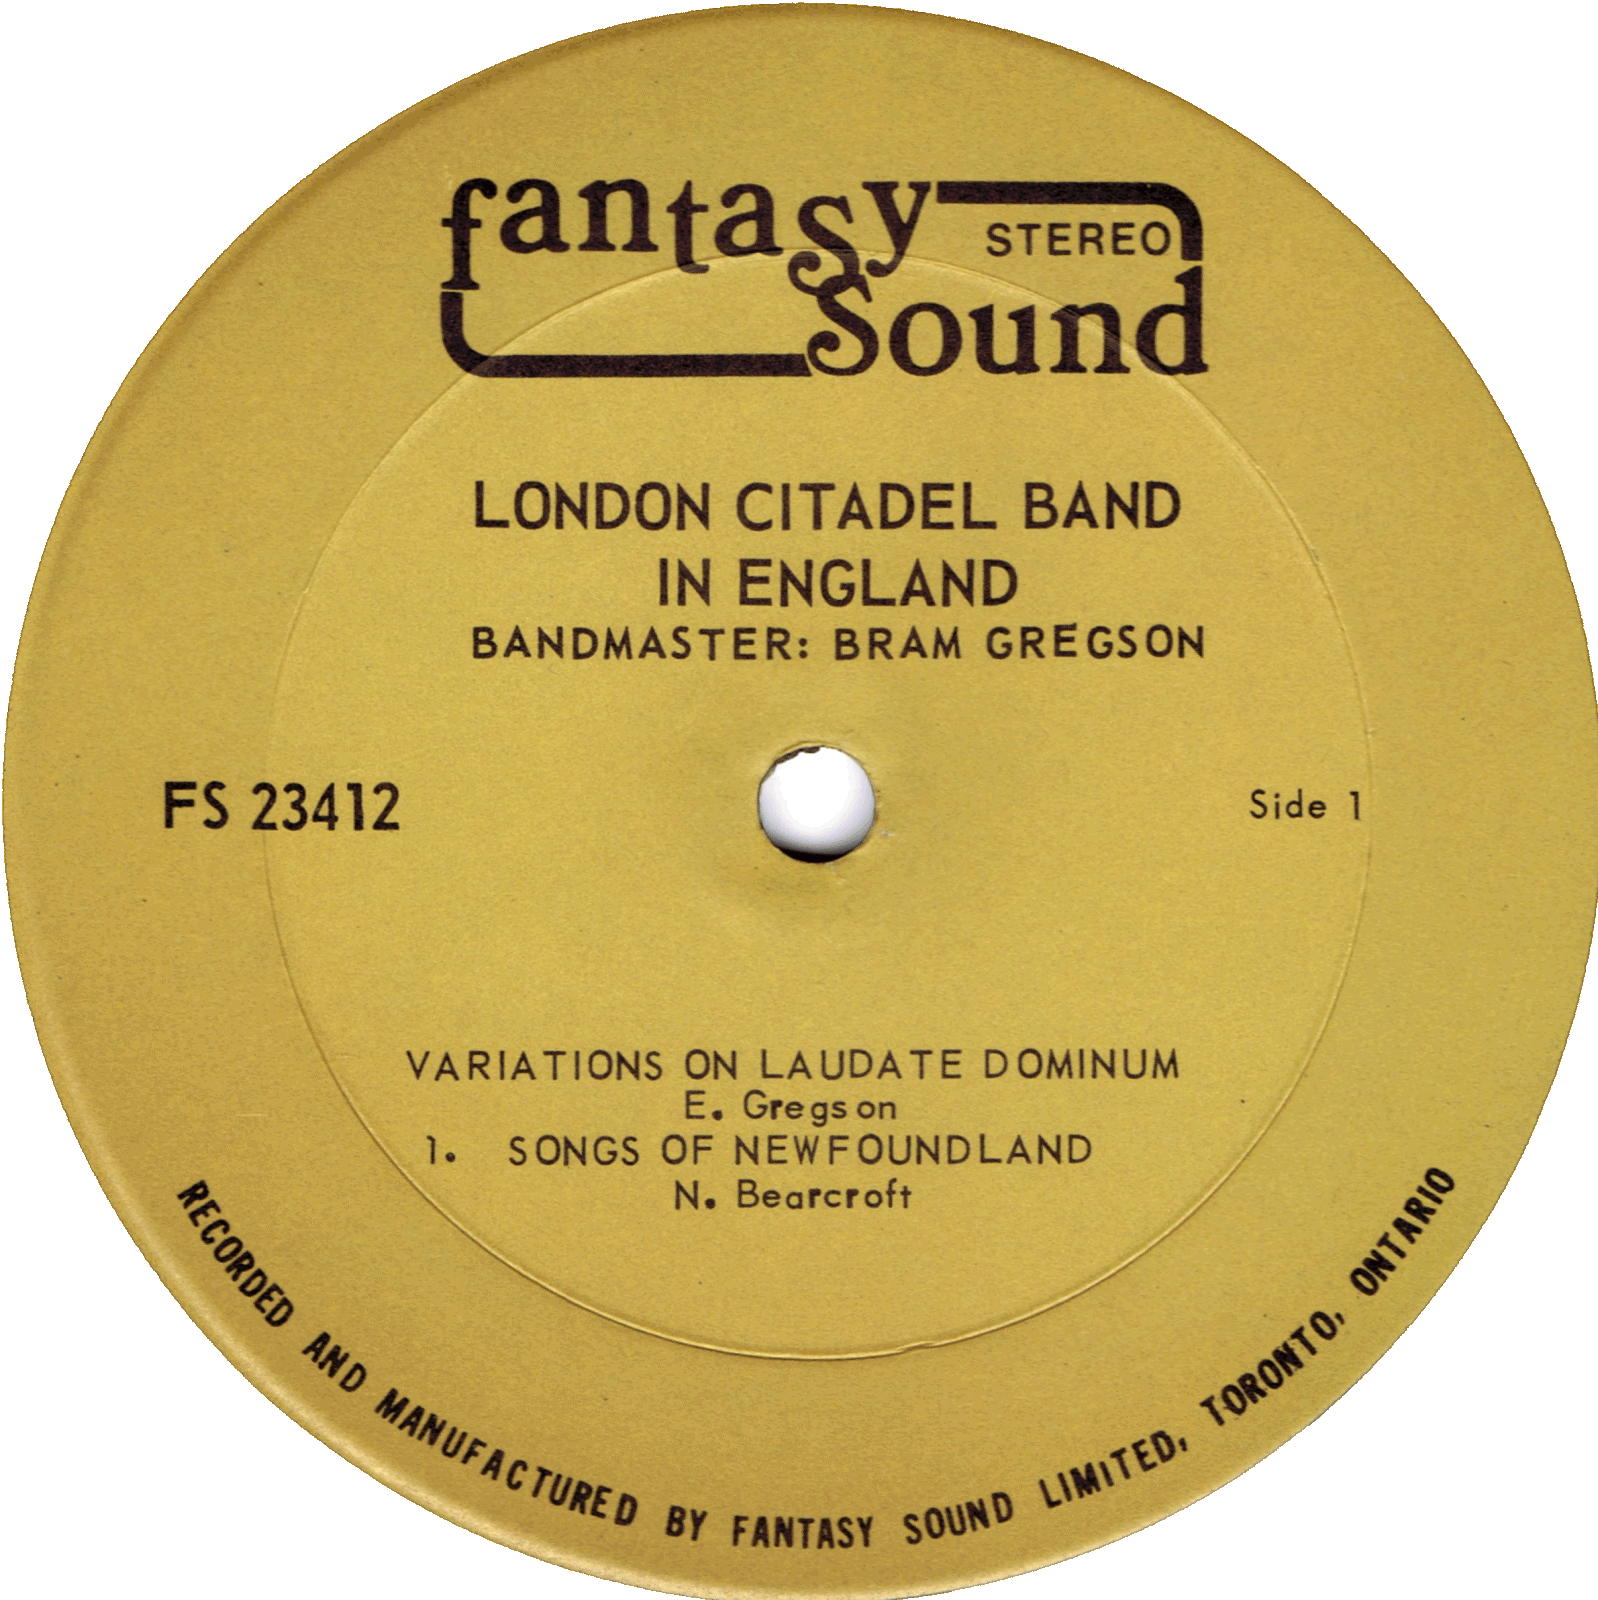 fantasy
STEREO
Sound
LONDON CITADEL BAND
IN ENGLAND
BANDMASTER: BRAM GREGSON
FS 23412
Side 1
VARIATIONS ON LAUDATE DOMINUM
E. Gregson
1. SONGS OF NEWFOUNDLAND
N. Bearcroft
RECORDED AND MANUFACTURED BY FANTASY SOUND LIMITED, TORONTO, ONTARIO